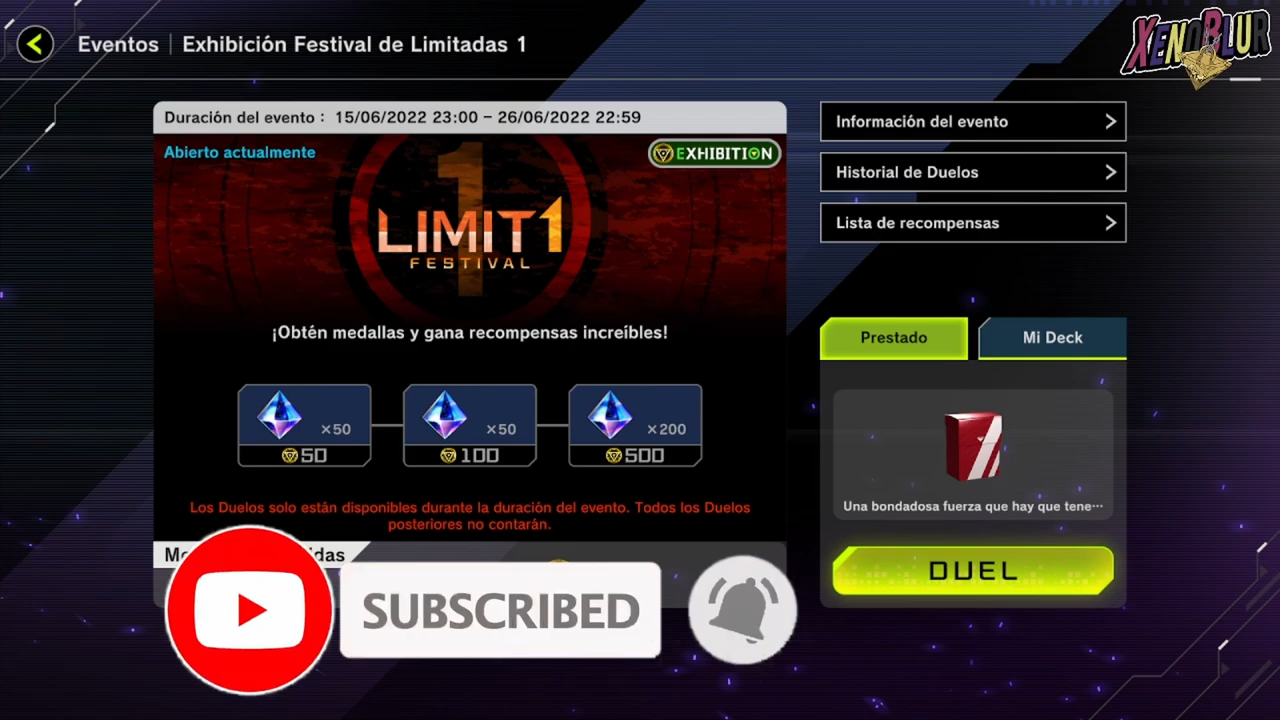 Eventos | Exhibición Festival de Limitadas 1
XENOBLUR
Duración del evento : 15/06/2022 23:00 – 26/06/2022 22:59
Abierto actualmente
EXHIBITION
1
LIMIT1
FESTIVAL
¡Obtén medallas y gana recompensas increíbles!
×50
×50
×200
50
100
500
Los Duelos solo están disponibles durante la duración del evento. Todos los Duelos
posteriores no contarán.
SUBSCRIBED
Información del evento
Historial de Duelos
Lista de recompensas
Prestado
Mi Deck
Una bondadosa fuerza que hay que tene···
DUEL